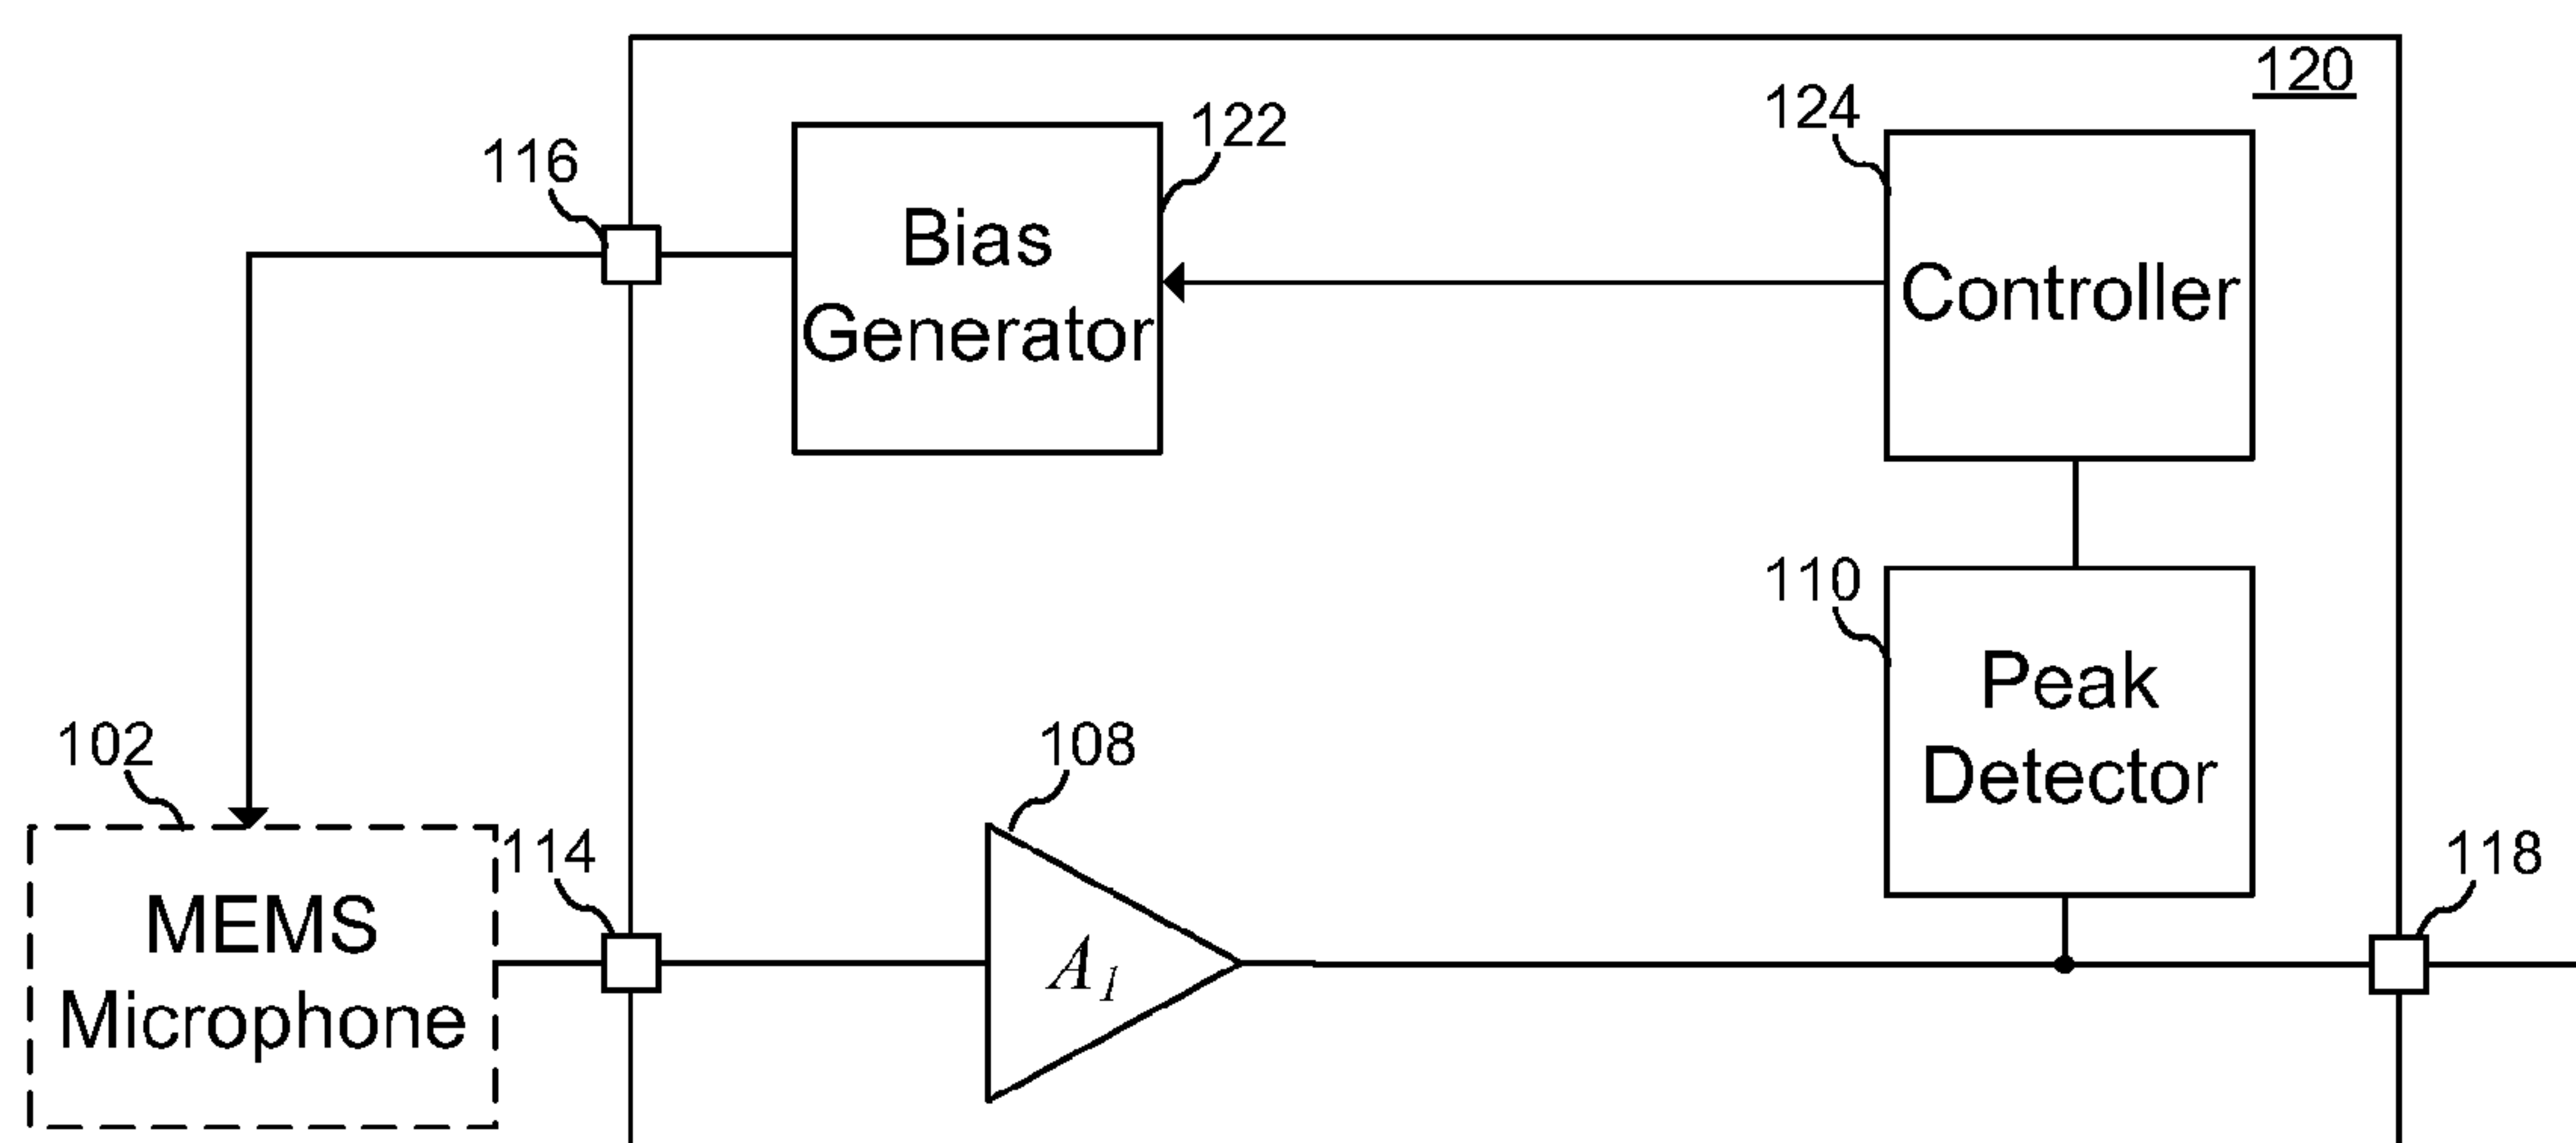 120
122
124
116
Bias
Generator
Controller
110
Peak
Detector
102
108
114
118
MEMS
Microphone
A1